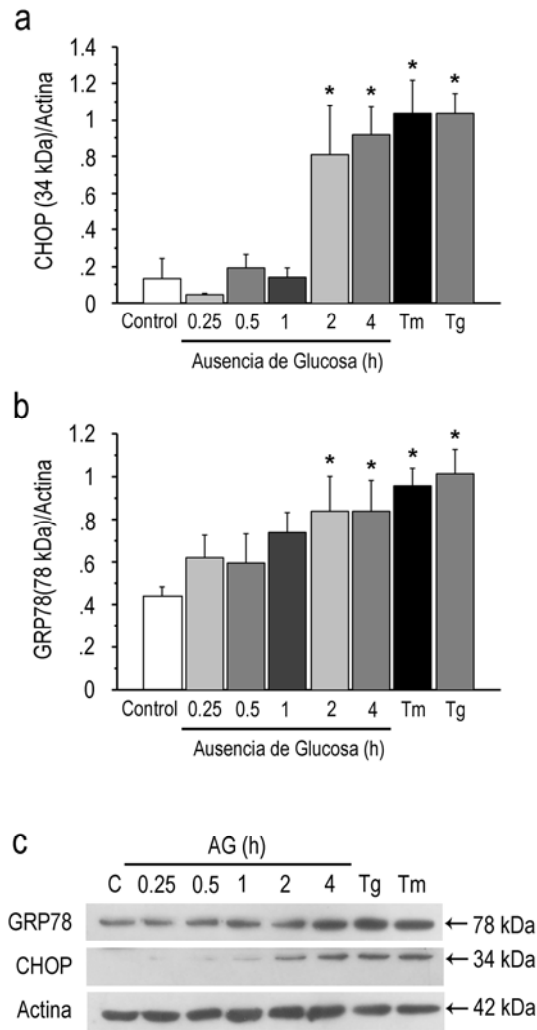 a
CHOP (34 kDa)/Actina
1.4
1.2
1
.8
.6
.4
.2
0
* * * *
Control 0.25 0.5 1 2 4 Tm Tg
Ausencia de Glucosa (h)
b
GRP78(78 kDa)/Actina
1.4
1.2
1
.8
.6
.4
.2
0
* * * *
Control 0.25 0.5 1 2 4 Tm Tg
Ausencia de Glucosa (h)
c
AG (h)
C 0.25 0.5 1 2 4 Tg Tm
GRP78 ←78 kDa
CHOP ←34 kDa
Actina ←42 kDa